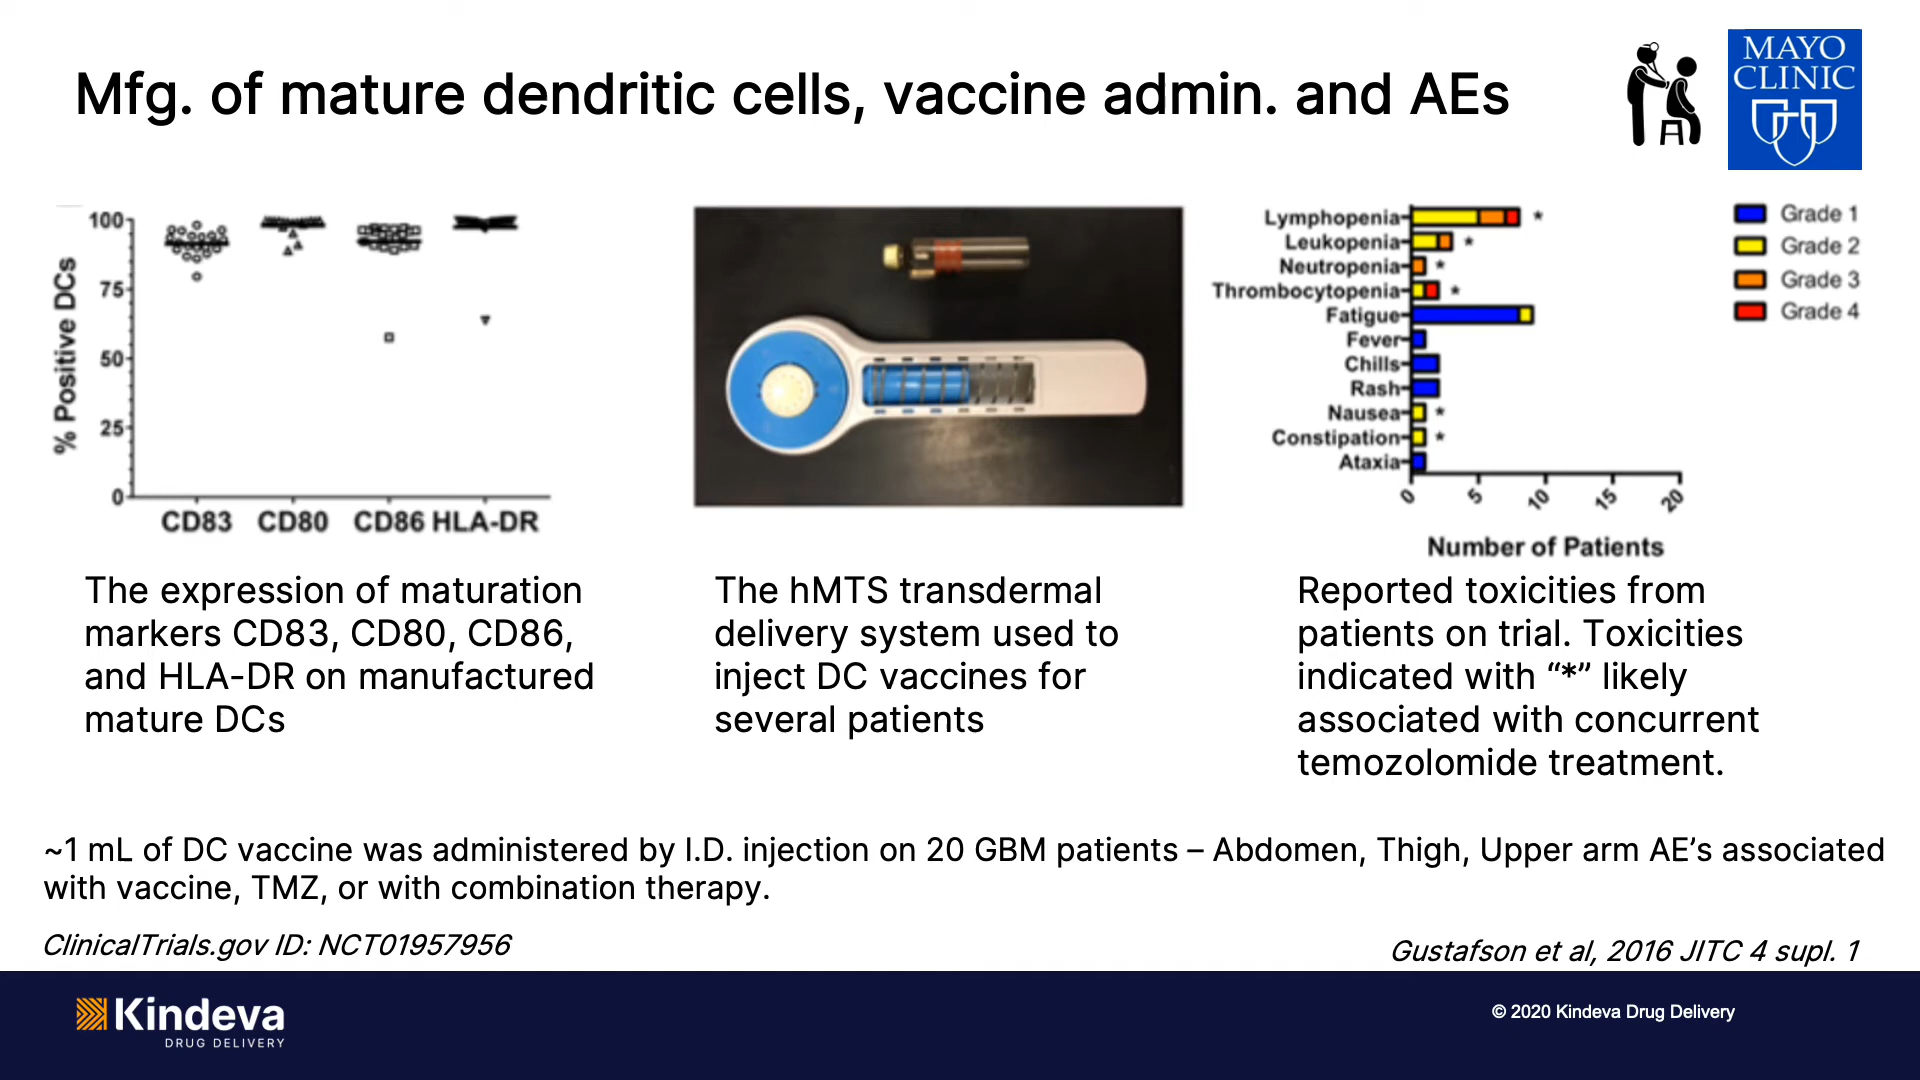 Mfg. of mature dendritic cells, vaccine admin. and AEs
MAYO
CLINIC
% Positive DCs
100
75
50
25
0
CD83 CD80 CD86 HLA-DR
Lymphopenia *
Leukopenia *
Neutropenia *
Thrombocytopenia *
Fatigue
Fever
Chills
Rash
Nausea *
Constipation *
Ataxia
0 5 10 15 20
Number of Patients
Grade 1
Grade 2
Grade 3
Grade 4
The expression of maturation
markers CD83, CD80, CD86,
and HLA-DR on manufactured
mature DCs
The hMTS transdermal
delivery system used to
inject DC vaccines for
several patients
Reported toxicities from
patients on trial. Toxicities
indicated with “*” likely
associated with concurrent
temozolomide treatment.
~1 mL of DC vaccine was administered by I.D. injection on 20 GBM patients – Abdomen, Thigh, Upper arm AE’s associated
with vaccine, TMZ, or with combination therapy.
ClinicalTrials.gov ID: NCT01957956
Gustafson et al, 2016 JITC 4 supl. 1
Kindeva
DRUG DELIVERY
© 2020 Kindeva Drug Delivery